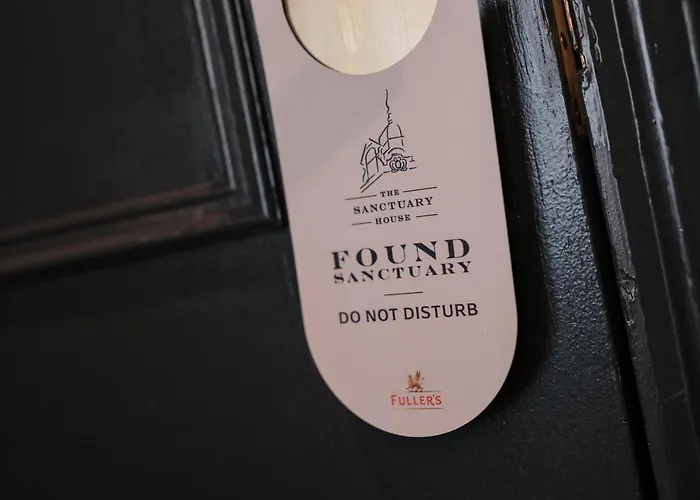 THE
SANCTUARY
HOUSE
FOUND
SANCTUARY
DO NOT DISTURB
FULLER'S